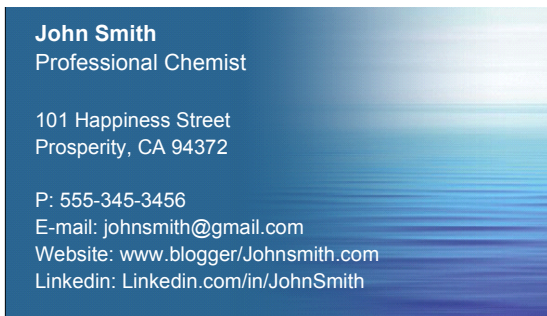 John Smith
Professional Chemist
101 Happiness Street
Prosperity, CA 94372
P: 555-345-3456
E-mail: johnsmith@gmail.com
Website: www.blogger/Johnsmith.com
Linkedin: Linkedin.com/in/JohnSmith